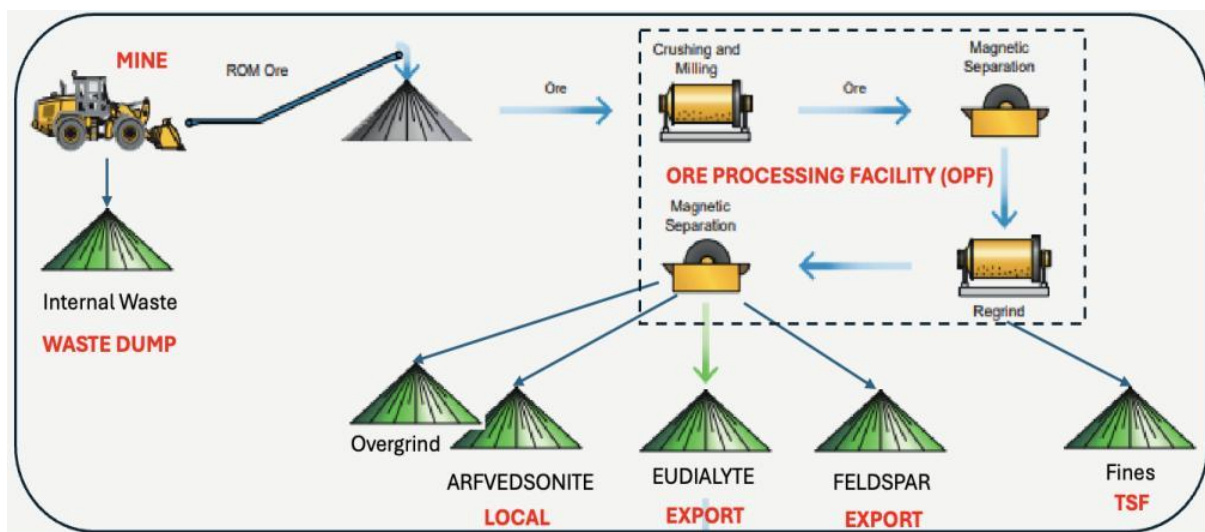 MINE
ROM Ore
Ore
Crushing and
Milling
Ore
Magnetic
Separation
ORE PROCESSING FACILITY (OPF)
Magnetic
Separation
Regrind
Internal Waste
WASTE DUMP
Overgrind
ARFVEDSONITE
LOCAL
EUDIALYTE
EXPORT
FELDSPAR
EXPORT
Fines
TSF